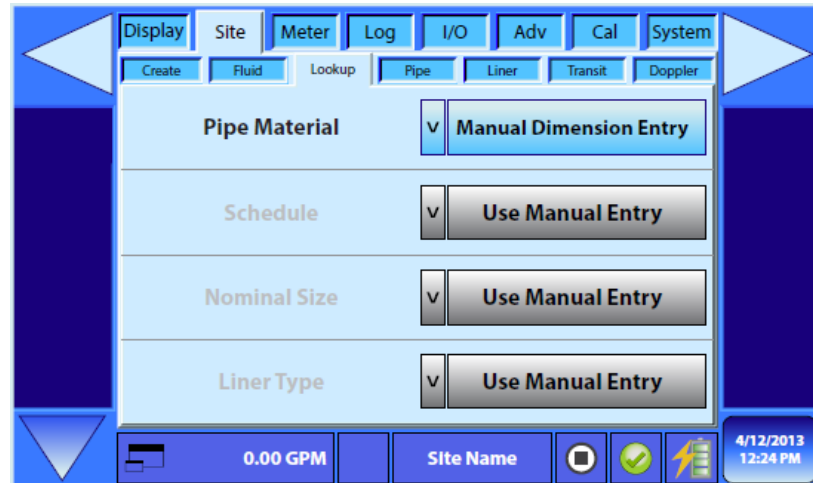 Display Site Meter Log I/O Adv Cal System
Create Fluid Lookup Pipe Liner Transit Doppler
Pipe Material v Manual Dimension Entry
Schedule v Use Manual Entry
Nominal Size v Use Manual Entry
Liner Type v Use Manual Entry
0.00 GPM SIte Name 4/12/2013
12:24 PM